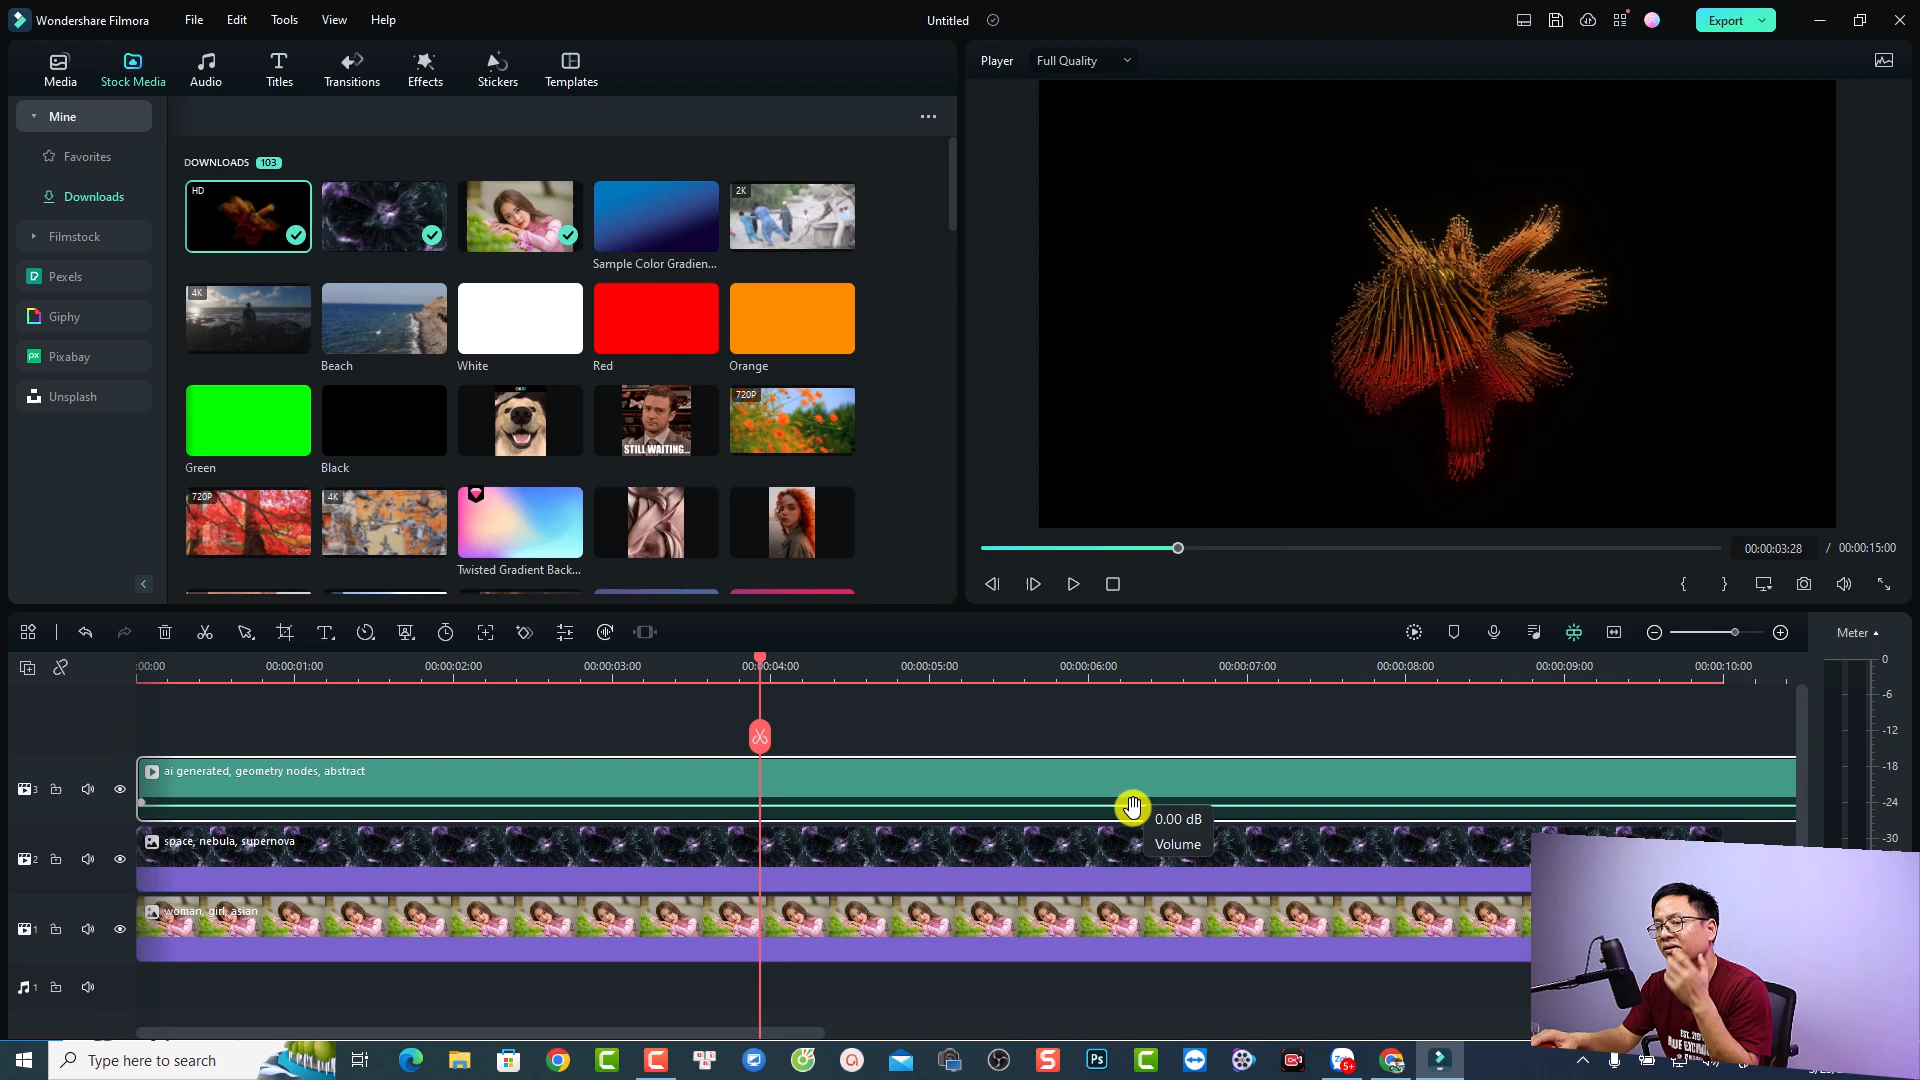 Wondershare Filmora
File
Edit
Tools
View
Help
Untitled
Export
Media
Stock Media
Audio
Titles
Transitions
Effects
Stickers
Templates
Player
Full Quality
Mine
Favorites
Downloads
Filmstock
Pexels
Giphy
Pixabay
Unsplash
DOWNLOADS 103
HD
2K
Sample Color Gradien...
4K
Beach
White
Red
Orange
STILL WAITING...
720P
Green
Black
720P
4K
Twisted Gradient Back...
00:00:03:28 / 00:00:15:00
Meter
:00:00
00:00:01:00
00:00:02:00
00:00:03:00
00:00:04:00
00:00:05:00
00:00:06:00
00:00:07:00
00:00:08:00
00:00:09:00
00:00:10:00
0
-6
-12
-18
-24
-30
3
ai generated, geometry nodes, abstract
0.00 dB
Volume
2
space, nebula, supernova
1
woman, girl, asian
1
Type here to search
Ps
5+